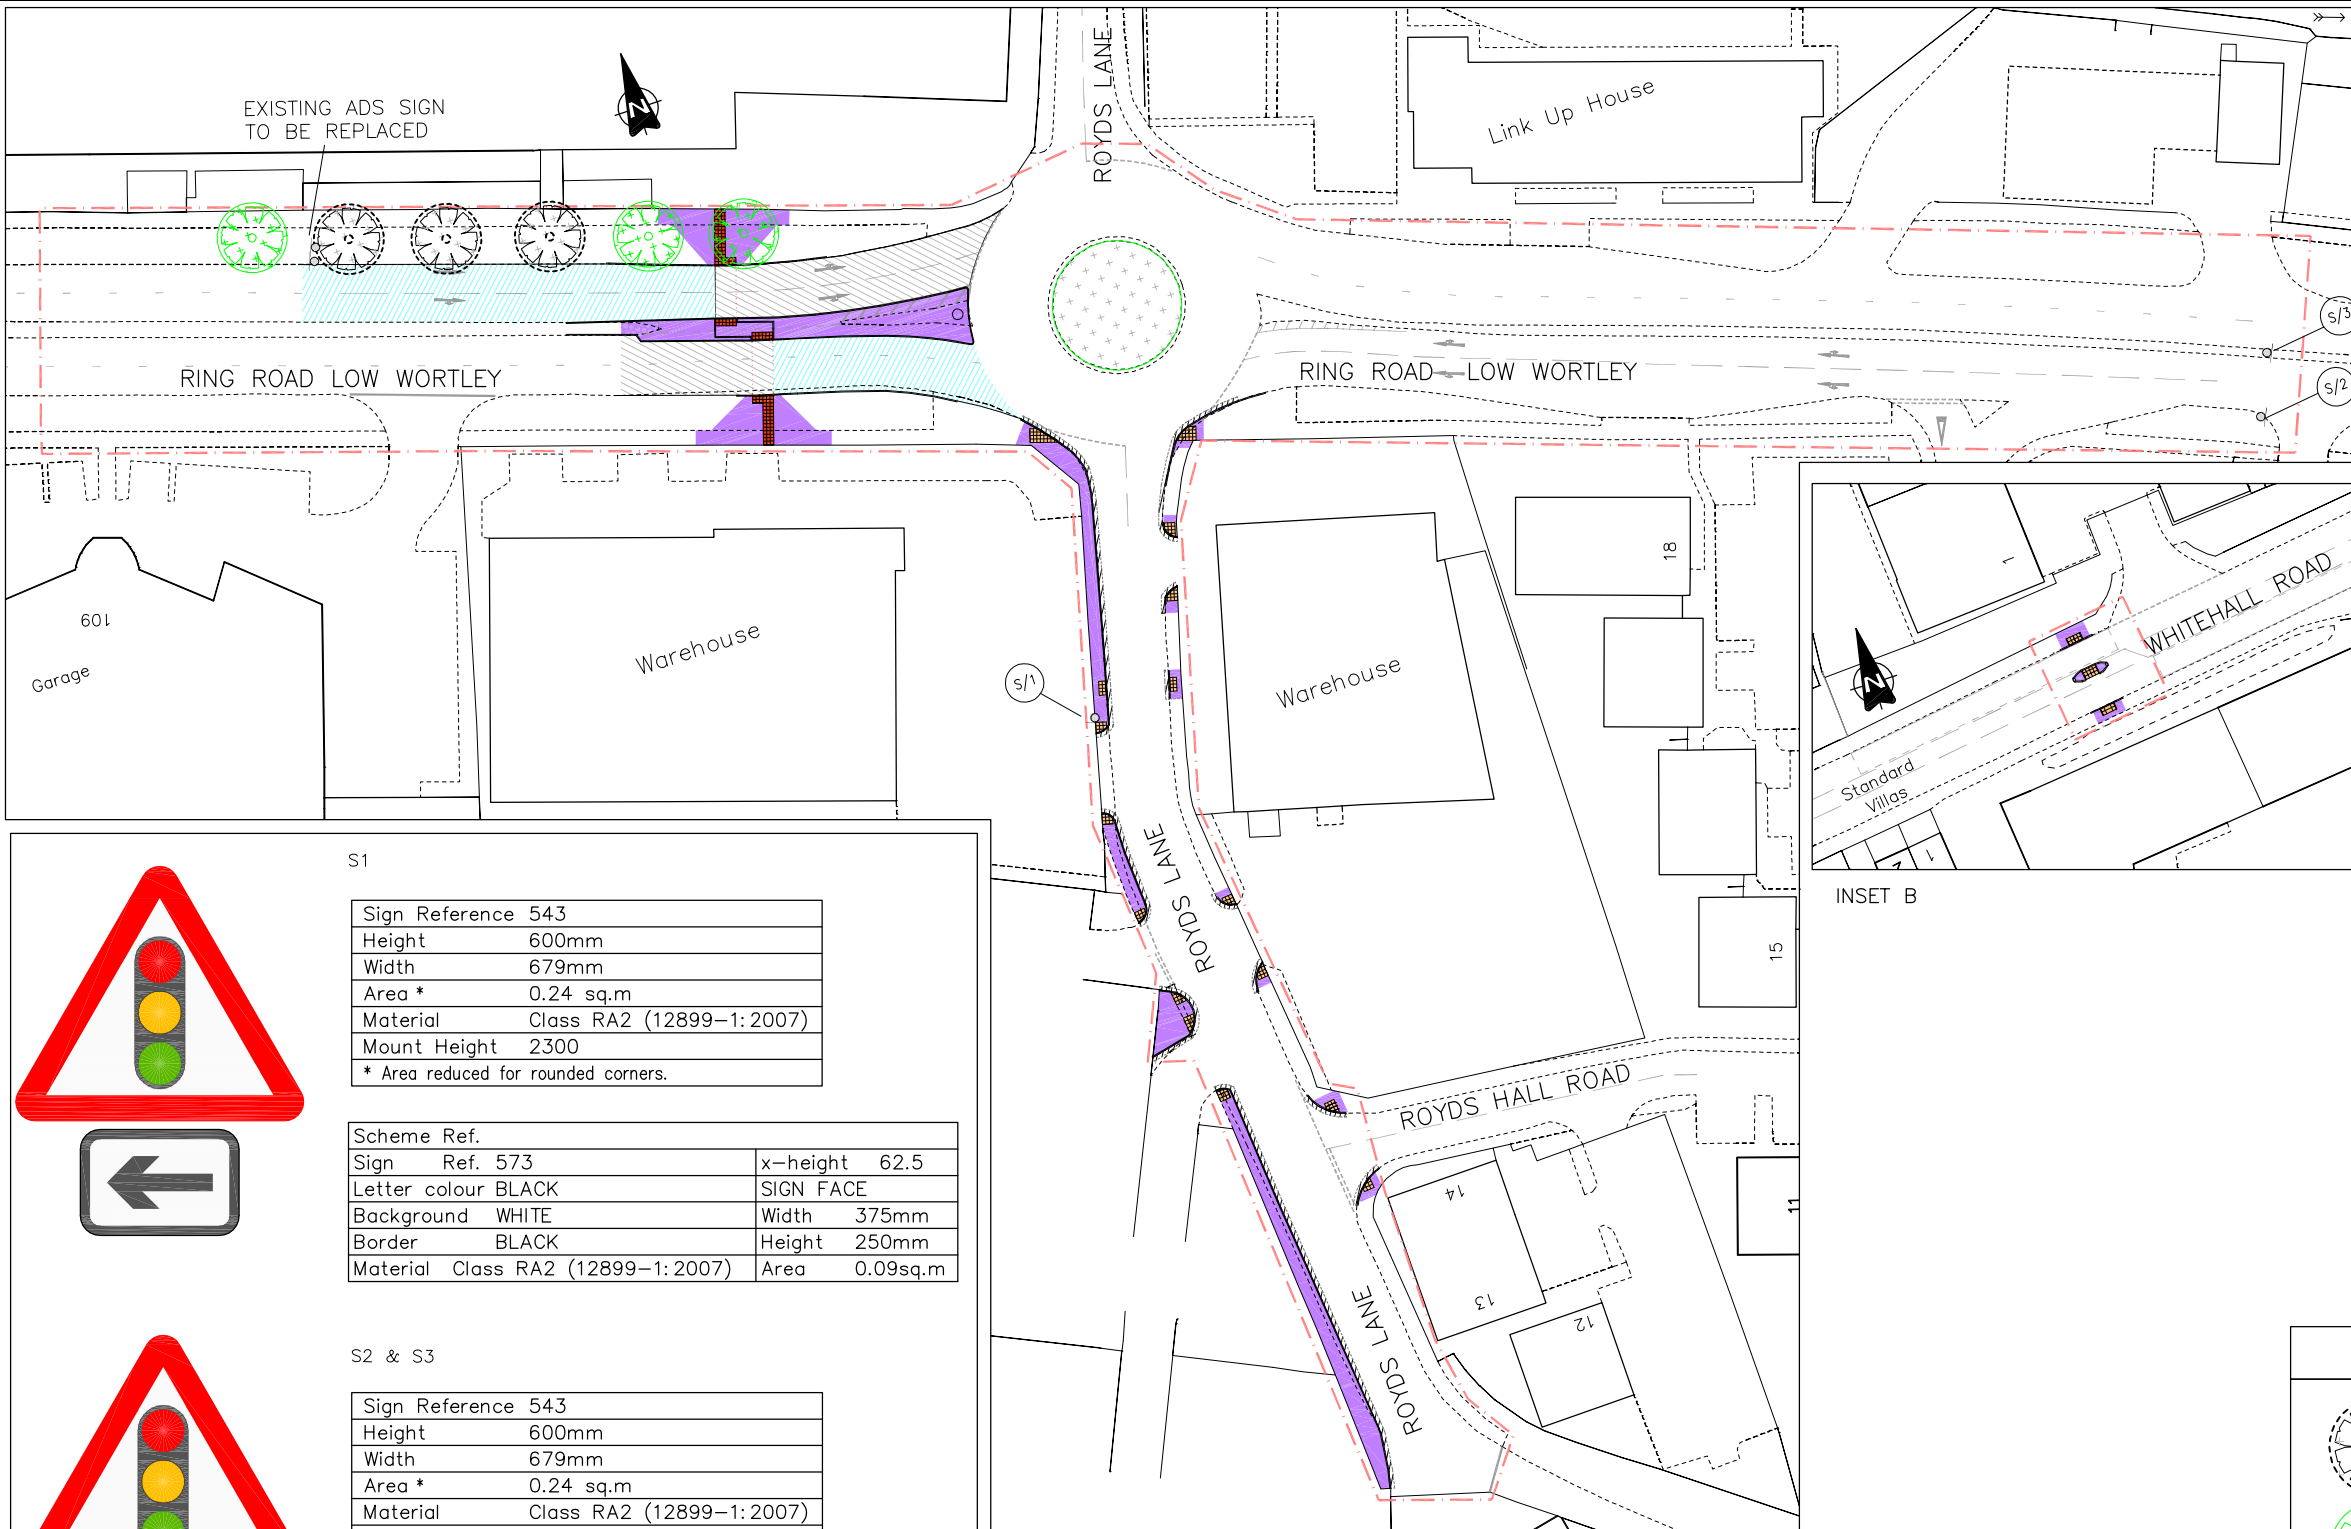 EXISTING ADS SIGN
TO BE REPLACED
N
ROYDS LANE
Link Up House
RING ROAD LOW WORTLEY
RING ROAD LOW WORTLEY
S/3
S/2
109
Garage
Warehouse
S/1
Warehouse
18
15
11
ROYDS LANE
ROYDS HALL ROAD
14
13
12
ROYDS LANE
1
WHITEHALL ROAD
N
Standard
Villas
1
INSET B
S1
Sign Reference 543
Height 600mm
Width 679mm
Area * 0.24 sq.m
Material Class RA2 (12899-1:2007)
Mount Height 2300
* Area reduced for rounded corners.
Scheme Ref.
Sign Ref. 573 x-height 62.5
Letter colour BLACK SIGN FACE
Background WHITE Width 375mm
Border BLACK Height 250mm
Material Class RA2 (12899-1:2007) Area 0.09sq.m
S2 & S3
Sign Reference 543
Height 600mm
Width 679mm
Area * 0.24 sq.m
Material Class RA2 (12899-1:2007)